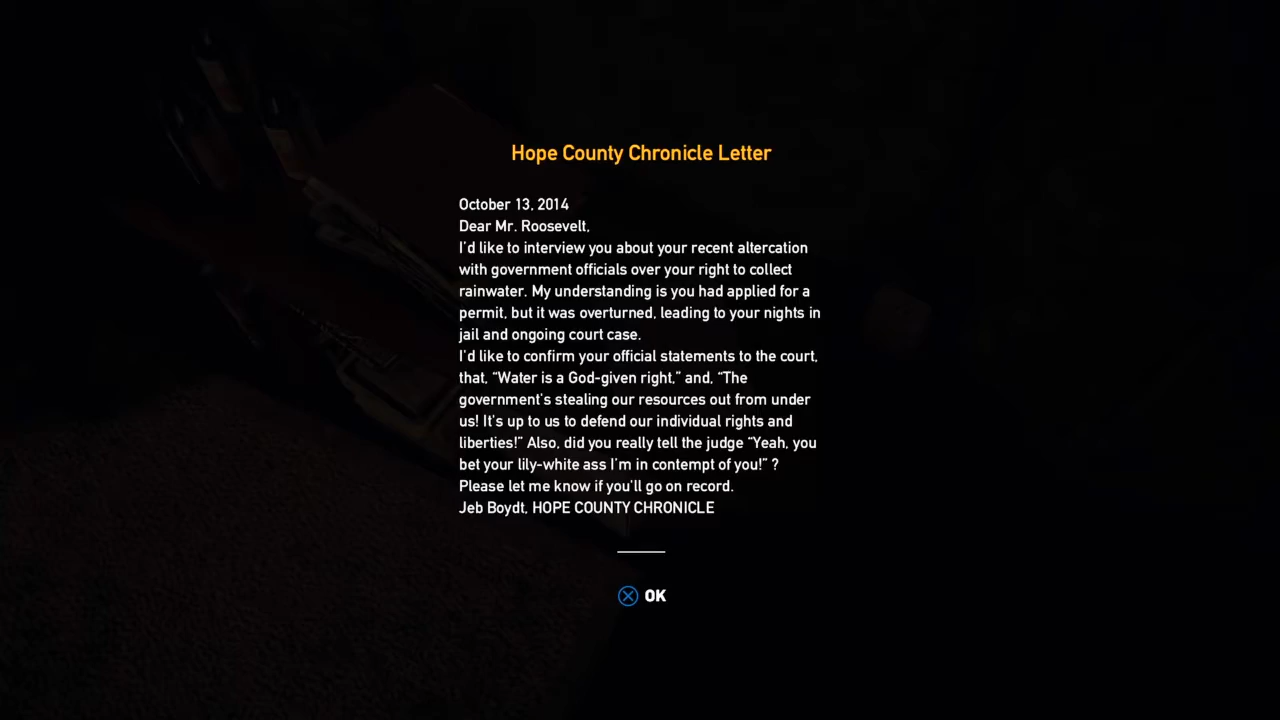 Hope County Chronicle Letter
October 13, 2014
Dear Mr. Roosevelt,
I'd like to interview you about your recent altercation
with government officials over your right to collect
rainwater. My understanding is you had applied for a
permit, but it was overturned, leading to your nights in
jail and ongoing court case.
I'd like to confirm your official statements to the court,
that, “Water is a God-given right,” and, “The
government's stealing our resources out from under
us! It's up to us to defend our individual rights and
liberties!” Also, did you really tell the judge “Yeah, you
bet your lily-white ass I'm in contempt of you!” ?
Please let me know if you'll go on record.
Jeb Boydt, HOPE COUNTY CHRONICLE
OK